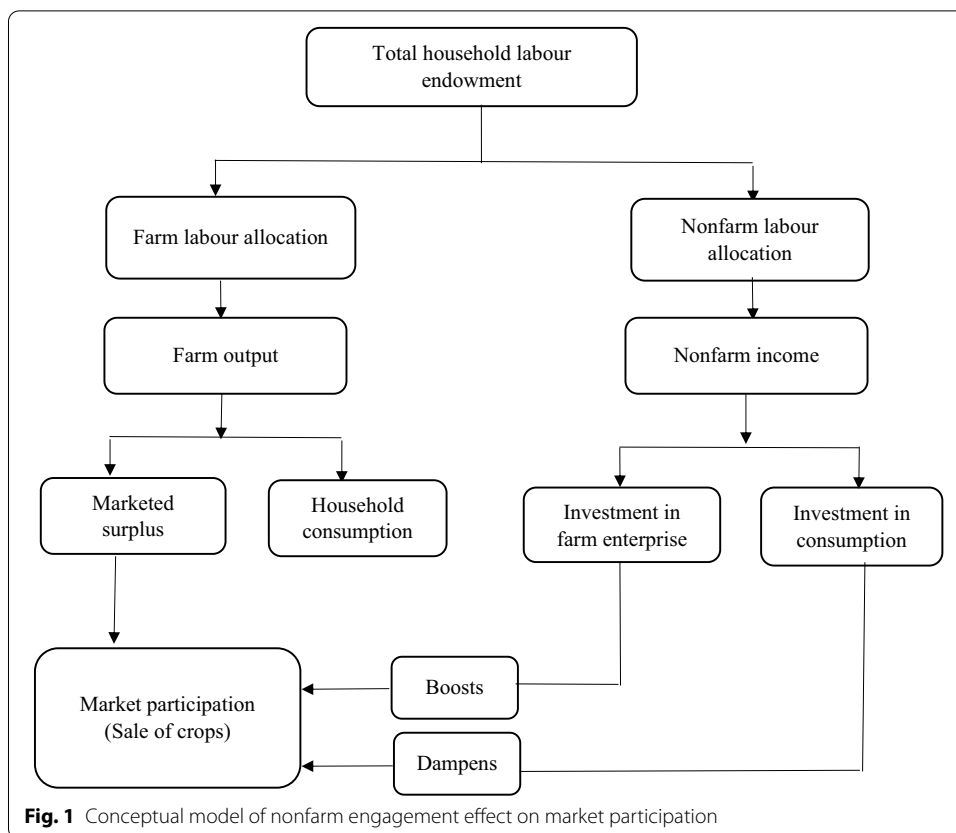 Total household labour
endowment
Farm labour allocation
Nonfarm labour
allocation
Farm output
Nonfarm income
Marketed
surplus
Household
consumption
Investment in
farm enterprise
Investment in
consumption
Market participation
(Sale of crops)
Boosts
Dampens
Fig. 1 Conceptual model of nonfarm engagement effect on market participation